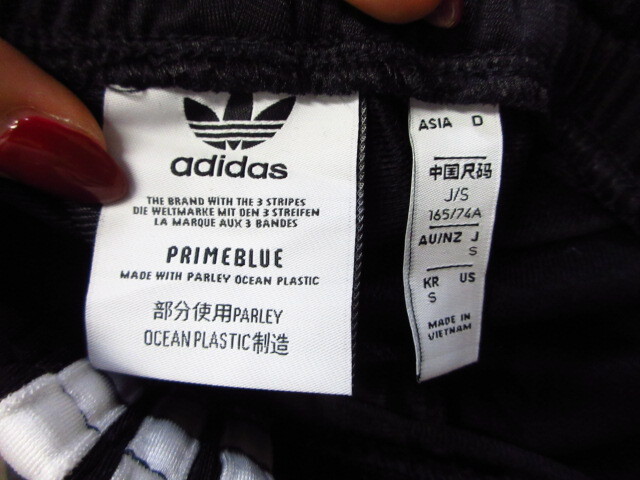 adidas
THE BRAND WITH THE 3 STRIPES
DIE WELTMARKE MIT DEN 3 STREIFEN
LA MARQUE AUX 3 BANDES
PRIMEBLUE
MADE WITH PARLEY OCEAN PLASTIC
部分使用PARLEY
OCEAN PLASTIC制造
ASIA D
中国尺码
J/S
165/74A
AU/NZ J
S
KR US
S
MADE IN
VIETNAM